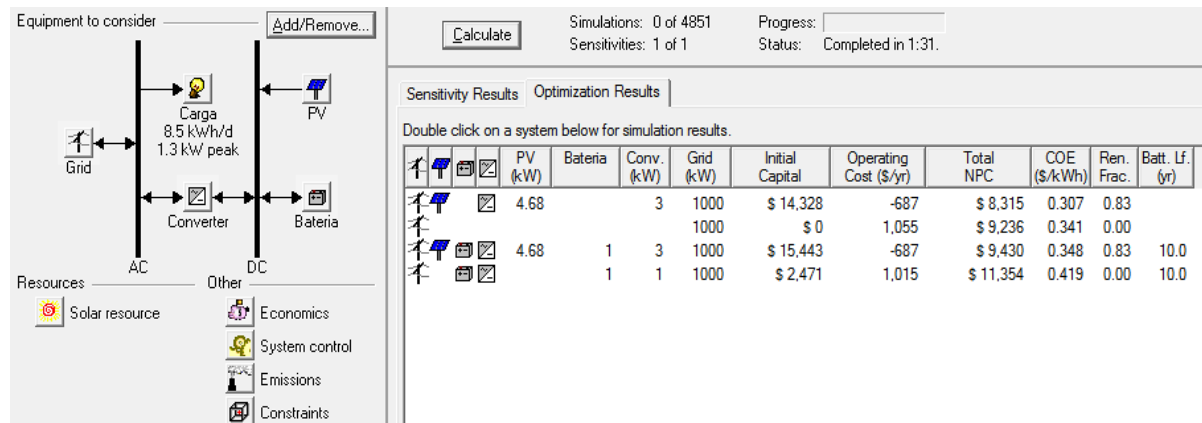 Equipment to consider Add/Remove...
Carga
8.5 kWh/d
1.3 kW peak
PV
Grid
Converter
Bateria
AC DC
Resources Other
Solar resource
Economics
System control
Emissions
Constraints
Calculate
Simulations: 0 of 4851 Progress:
Sensitivities: 1 of 1 Status: Completed in 1:31.
Sensitivity Results Optimization Results
Double click on a system below for simulation results.
PV Bateria Conv. Grid Initial Operating Total COE Ren. Batt. Lf.
(kW) (kW) (kW) Capital Cost ($/yr) NPC ($/kWh) Frac. (yr)
4.68 3 1000 $ 14,328 -687 $ 8,315 0.307 0.83
1000 $ 0 1,055 $ 9,236 0.341 0.00
4.68 1 3 1000 $ 15,443 -687 $ 9,430 0.348 0.83 10.0
1 1 1000 $ 2,471 1,015 $ 11,354 0.419 0.00 10.0